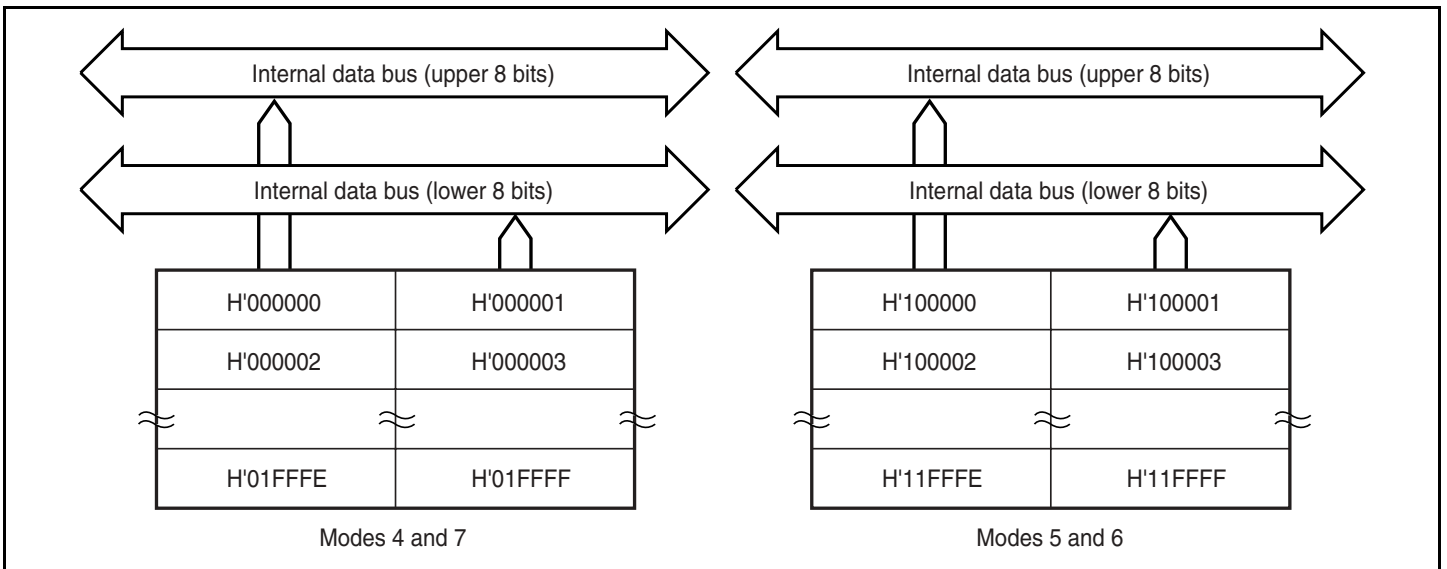 Internal data bus (upper 8 bits)
Internal data bus (lower 8 bits)
H'000000 H'000001
H'000002 H'000003
H'01FFFE H'01FFFF
Modes 4 and 7
Internal data bus (upper 8 bits)
Internal data bus (lower 8 bits)
H'100000 H'100001
H'100002 H'100003
H'11FFFE H'11FFFF
Modes 5 and 6